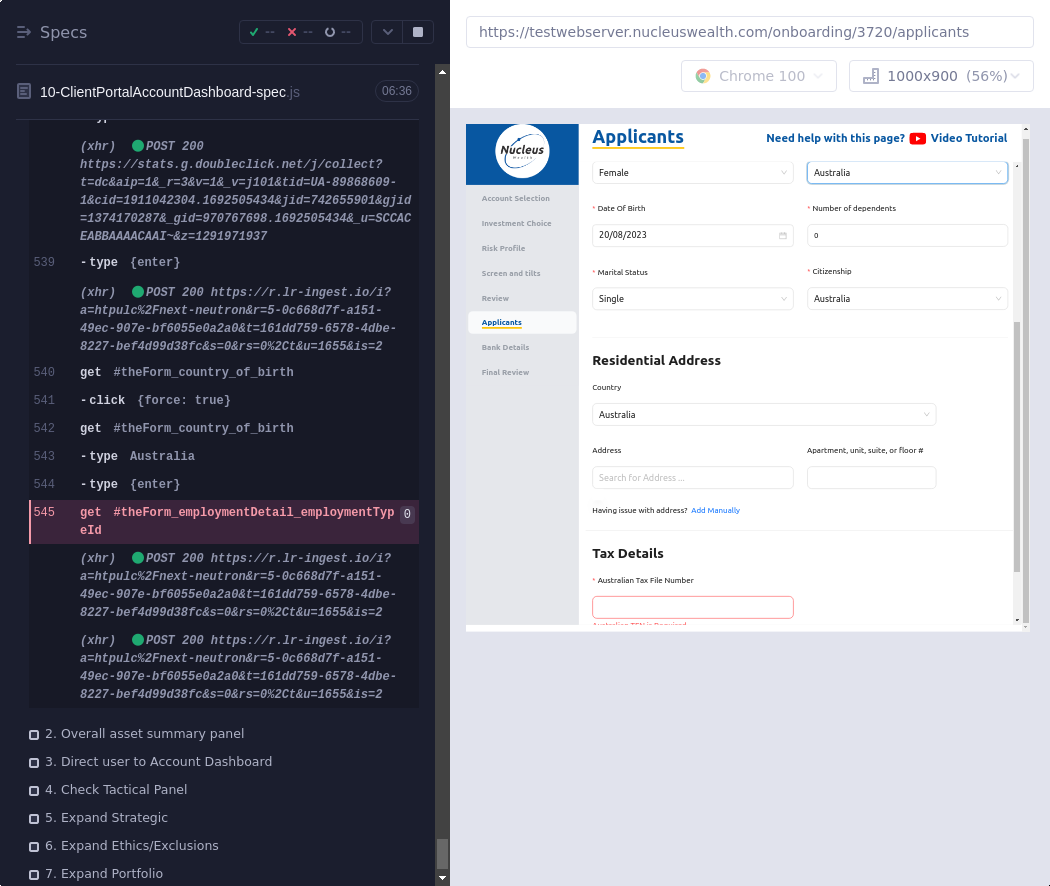 Specs
--
--
--
10-ClientPortalAccountDashboard-spec.js
06:36
(xhr) POST 200
https://stats.g.doubleclick.net/j/collect?
t=dc&aip=1&_r=3&v=1&_v=j101&tid=UA-89868609-
1&cid=1911042304.1692505434&jid=742655901&gjid
=1374170287&_gid=970767698.1692505434&_u=SCCAC
EABBAAAACAAI~&z=1291971937
539 -type {enter}
(xhr) POST 200 https://r.lr-ingest.io/i?
a=htpulc%2Fnext-neutron&r=5-0c668d7f-a151-
49ec-907e-bf6055e0a2a0&t=161dd759-6578-4dbe-
8227-bef4d99d38fc&s=0&rs=0%2Ct&u=1655&is=2
540 get #theForm_country_of_birth
541 -click {force: true}
542 get #theForm_country_of_birth
543 -type Australia
544 -type {enter}
545 get #theForm_employmentDetail_employmentTyp
eId
0
(xhr) POST 200 https://r.lr-ingest.io/i?
a=htpulc%2Fnext-neutron&r=5-0c668d7f-a151-
49ec-907e-bf6055e0a2a0&t=161dd759-6578-4dbe-
8227-bef4d99d38fc&s=0&rs=0%2Ct&u=1655&is=2
(xhr) POST 200 https://r.lr-ingest.io/i?
a=htpulc%2Fnext-neutron&r=5-0c668d7f-a151-
49ec-907e-bf6055e0a2a0&t=161dd759-6578-4dbe-
8227-bef4d99d38fc&s=0&rs=0%2Ct&u=1655&is=2
2. Overall asset summary panel
3. Direct user to Account Dashboard
4. Check Tactical Panel
5. Expand Strategic
6. Expand Ethics/Exclusions
7. Expand Portfolio
https://testwebserver.nucleuswealth.com/onboarding/3720/applicants
Chrome 100
1000x900 (56%)
Nucleus
Wealth
Account Selection
Investment Choice
Risk Profile
Screen and tilts
Review
Applicants
Bank Details
Final Review
Applicants
Need help with this page? Video Tutorial
Female
Australia
* Date Of Birth
* Number of dependents
20/08/2023
0
* Marital Status
* Citizenship
Single
Australia
Residential Address
Country
Australia
Address
Apartment, unit, suite, or floor #
Search for Address ...
Having issue with address? Add Manually
Tax Details
* Australian Tax File Number
Australian TFN is Required